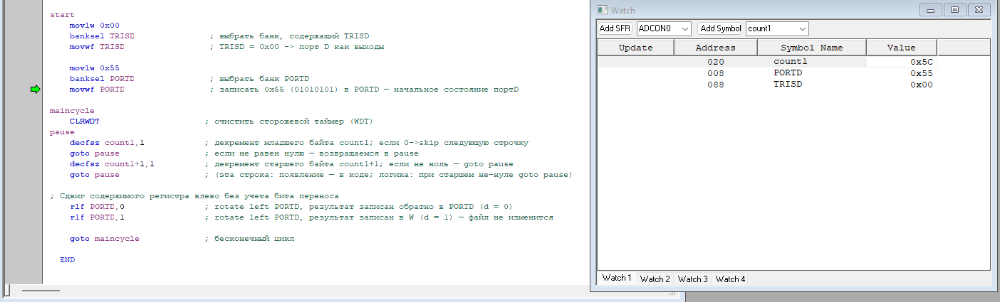 start
movlw 0x00
banksel TRISD ; выбрать банк, содержащий TRISD
movwf TRISD ; TRISD = 0x00 -> порт D как выходы
movlw 0x55
banksel PORTD ; выбрать банк PORTD
movwf PORTD ; записать 0x55 (01010101) в PORTD — начальное состояние портD
maincycle
CLRWDT ; очистить сторожевой таймер (WDT)
pause
decfsz count1,1 ; декремент младшего байта count1; если 0->skip следующую строчку
goto pause ; если не равен нулю — возвращаемся в pause
decfsz count1+1,1 ; декремент старшего байта count1+1; если не ноль — goto pause
goto pause ; (эта строка: появление — в коде; логика: при старшем не-нуле goto pause)
; Сдвиг содержимого регистра влево без учета бита переноса
rlf PORTD,0 ; rotate left PORTD, результат записан обратно в PORTD (d = 0)
rlf PORTD,1 ; rotate left PORTD, результат записан в W (d = 1) — файл не изменится
goto maincycle ; бесконечный цикл
END
Watch
Add SFR ADCON0 Add Symbol count1
Update Address Symbol Name Value
020 count1 0x5C
008 PORTD 0x55
088 TRISD 0x00
Watch 1 Watch 2 Watch 3 Watch 4